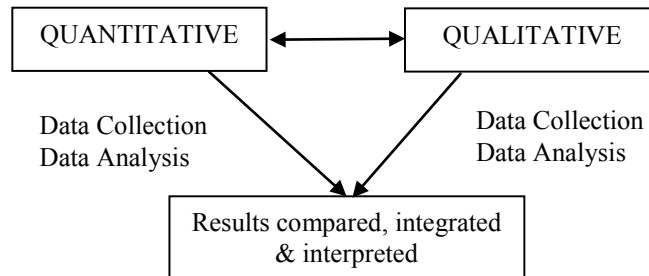 QUANTITATIVE
QUALITATIVE
Data Collection
Data Analysis
Data Collection
Data Analysis
Results compared, integrated
& interpreted